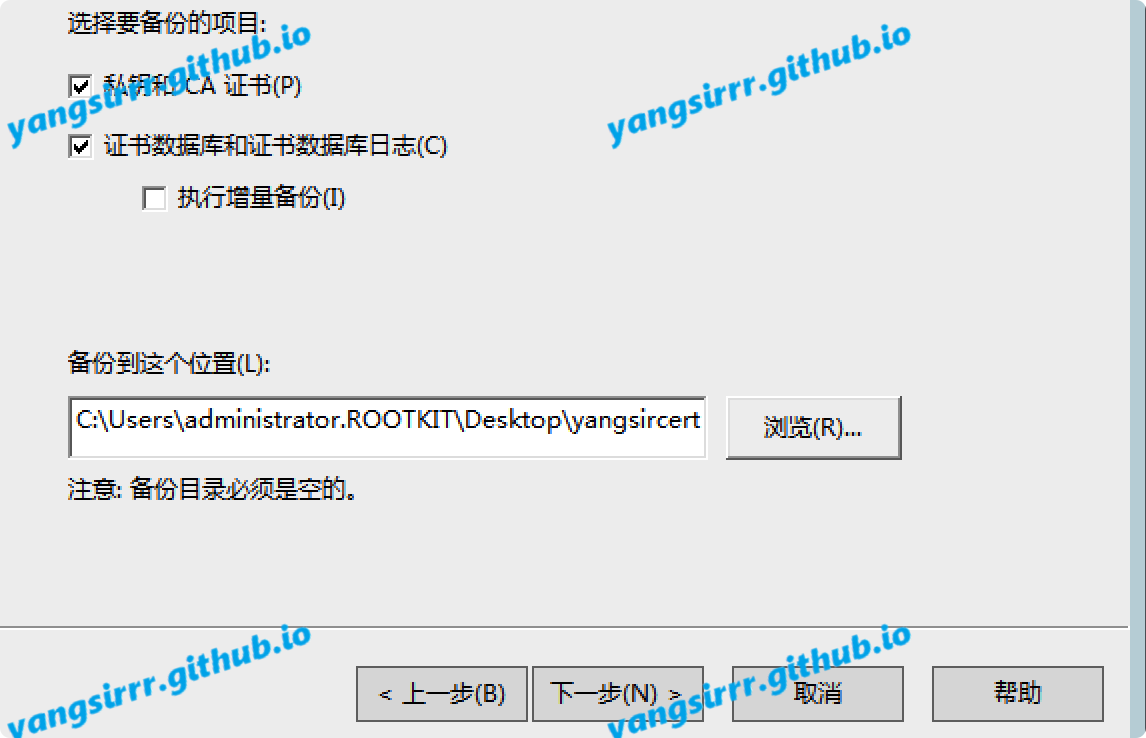 选择要备份的项目:
yangsirrr.github.io
yangsirrr.github.io
私钥和 CA 证书(P)
证书数据库和证书数据库日志(C)
执行增量备份(I)
备份到这个位置(L):
C:\Users\administrator.ROOTKIT\Desktop\yangsircert
浏览(R)...
注意: 备份目录必须是空的。
yangsirrr.github.io
yangsirrr.github.io
< 上一步(B)
下一步(N) >
取消
帮助